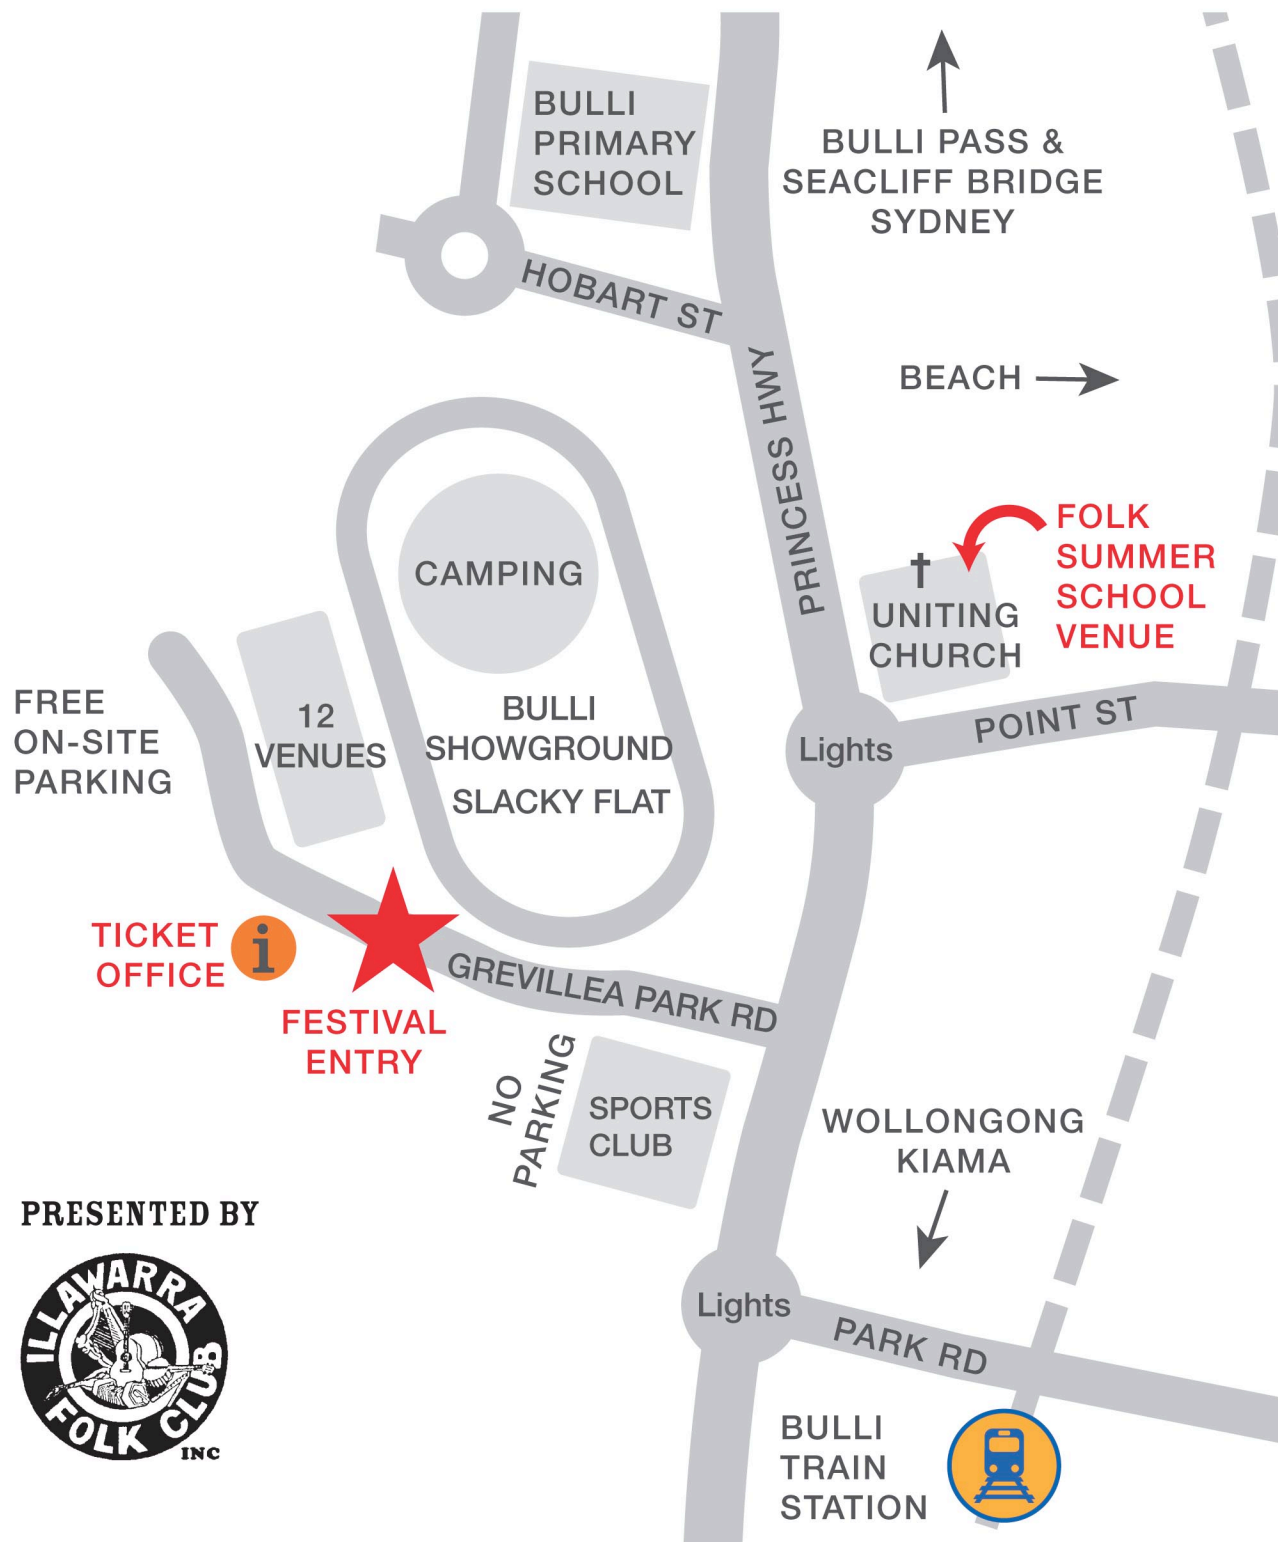 BULLI
PRIMARY
SCHOOL
BULLI PASS &
SEACLIFF BRIDGE
SYDNEY
HOBART ST
PRINCESS HWY
BEACH
FOLK
SUMMER
SCHOOL
VENUE
CAMPING
UNITING
CHURCH
FREE
ON-SITE
PARKING
12
VENUES
BULLI
SHOWGROUND
SLACKY FLAT
Lights
POINT ST
TICKET
OFFICE
i
FESTIVAL
ENTRY
GREVILLEA PARK RD
NO
PARKING
SPORTS
CLUB
WOLLONGONG
KIAMA
PRESENTED BY
ILLAWARRA
FOLK CLUB
INC
Lights
PARK RD
BULLI
TRAIN
STATION